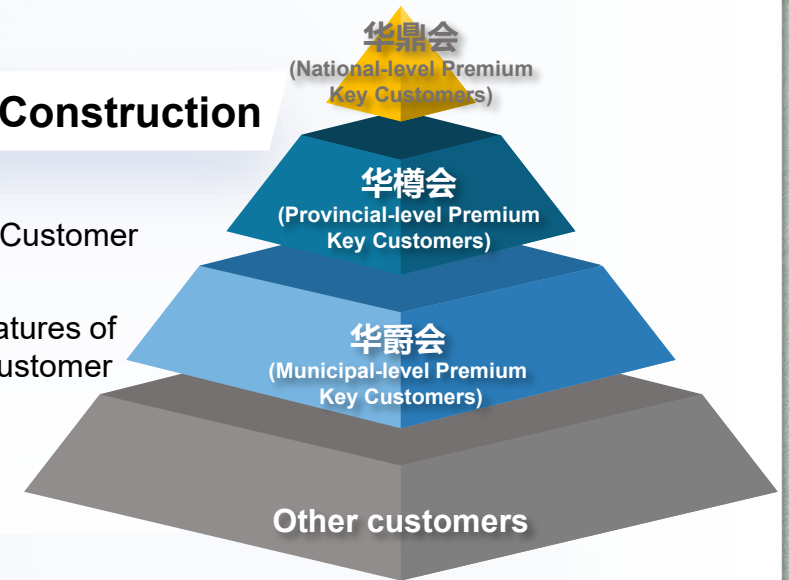 华鼎会
(National-level Premium
Key Customers)
Construction
华樽会
(Provincial-level Premium
Key Customers)
Customer
atures of
ustomer
华爵会
(Municipal-level Premium
Key Customers)
Other customers